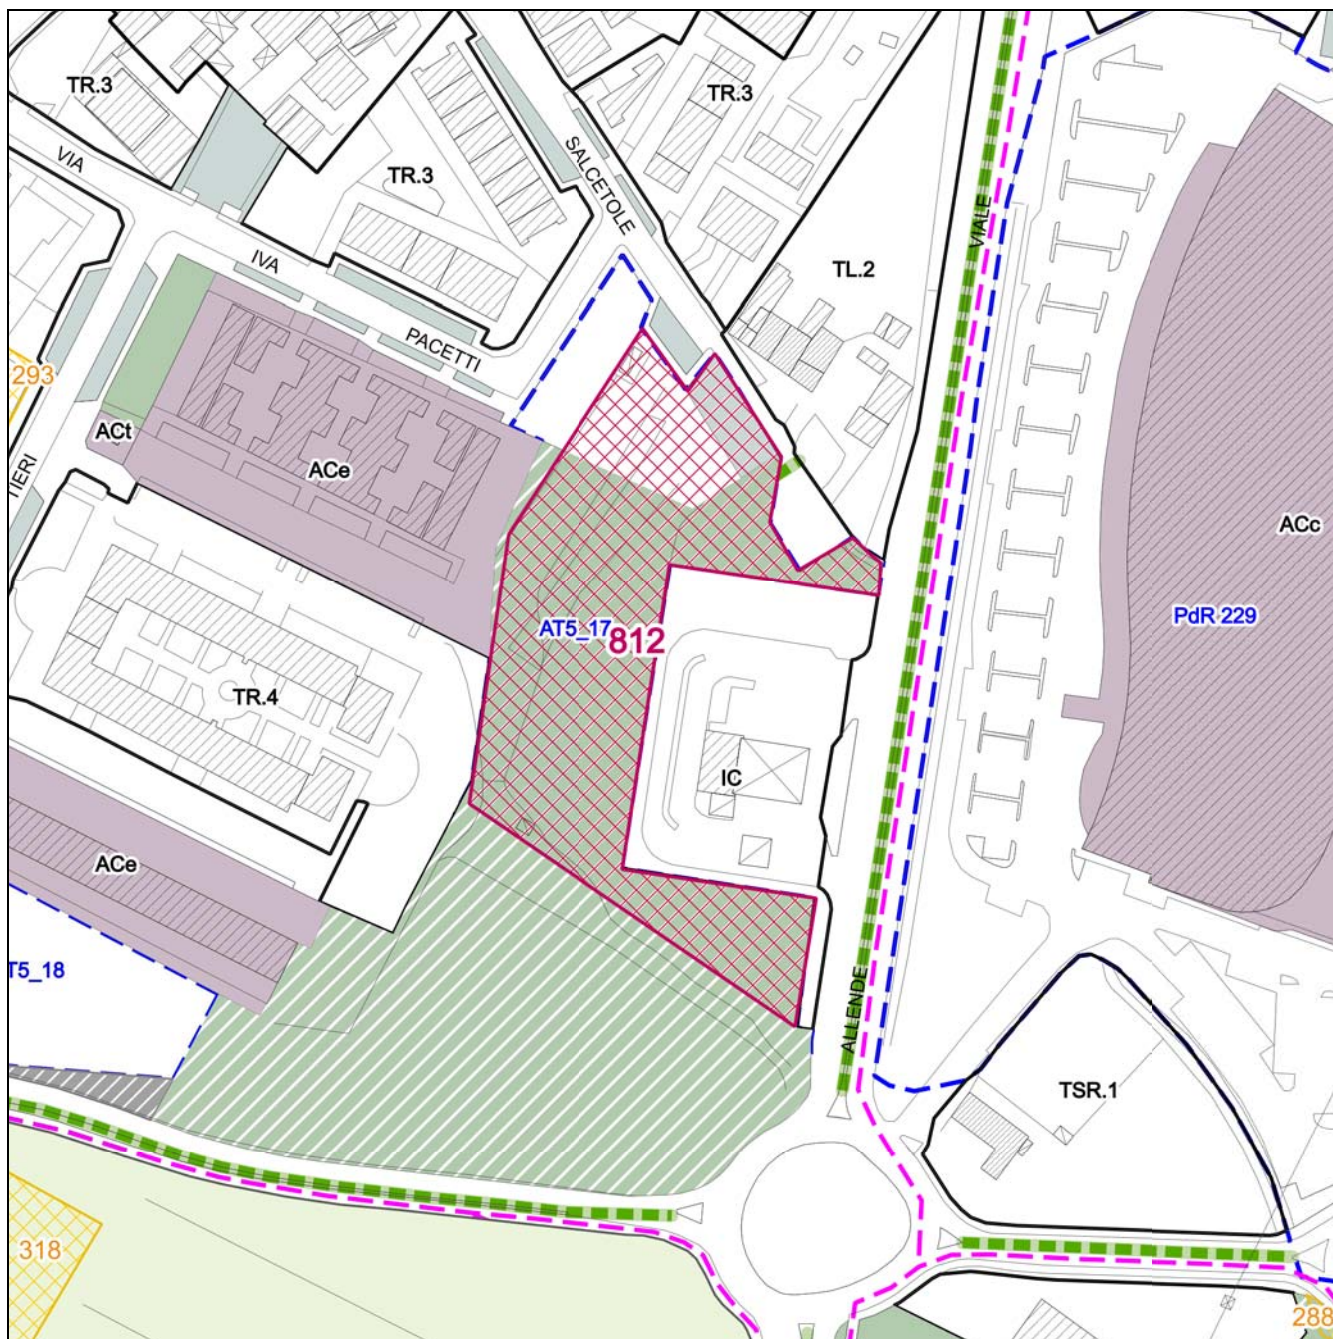 TR.3
TR.3
VIA
SALCETOLE
TR.3
VIALE
IVA
TL.2
PACETTI
293
ACt
ACe
IERI
ACc
AT5_17
812
PdR 229
TR.4
IC
ACe
T5_18
ALLENDE
TSR.1
318
288